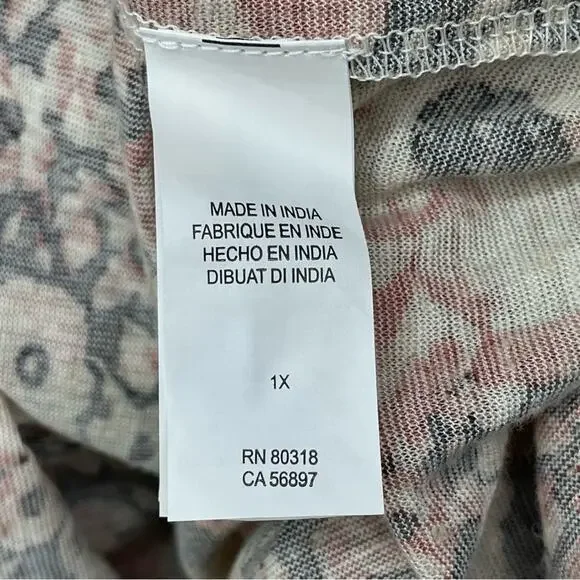 MADE IN INDIA
FABRIQUE EN INDE
HECHO EN INDIA
DIBUAT DI INDIA
1X
RN 80318
CA 56897